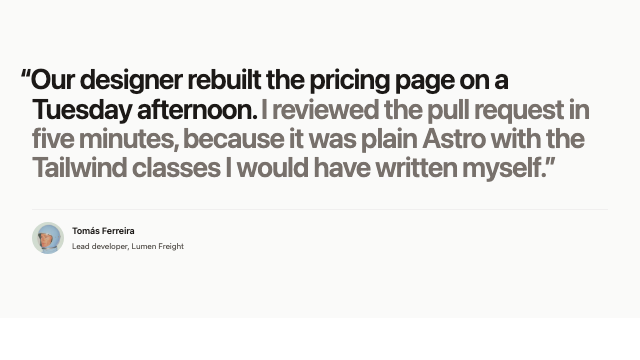 “Our designer rebuilt the pricing page on a
Tuesday afternoon. I reviewed the pull request in
five minutes, because it was plain Astro with the
Tailwind classes I would have written myself.”
Tomás Ferreira
Lead developer, Lumen Freight